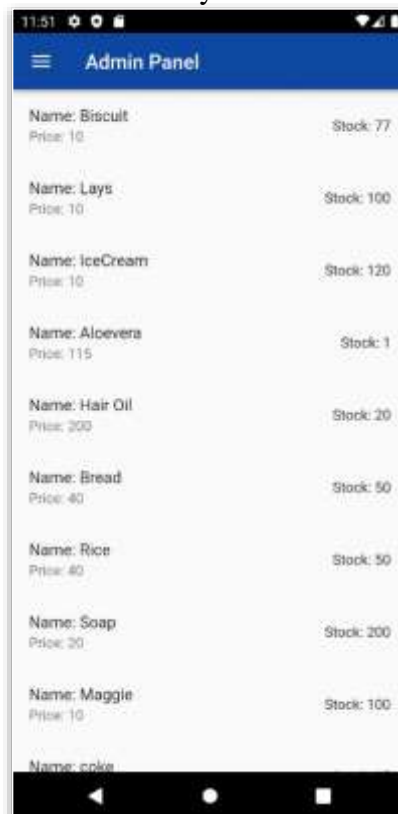 11:51
Admin Panel
Name: Biscuit
Price: 10
Stock: 77
Name: Lays
Price: 10
Stock: 100
Name: IceCream
Price: 10
Stock: 120
Name: Aloevera
Price: 115
Stock: 1
Name: Hair Oil
Price: 200
Stock: 20
Name: Bread
Price: 40
Stock: 50
Name: Rice
Price: 40
Stock: 50
Name: Soap
Price: 20
Stock: 200
Name: Maggie
Price: 10
Stock: 100
Name: coke